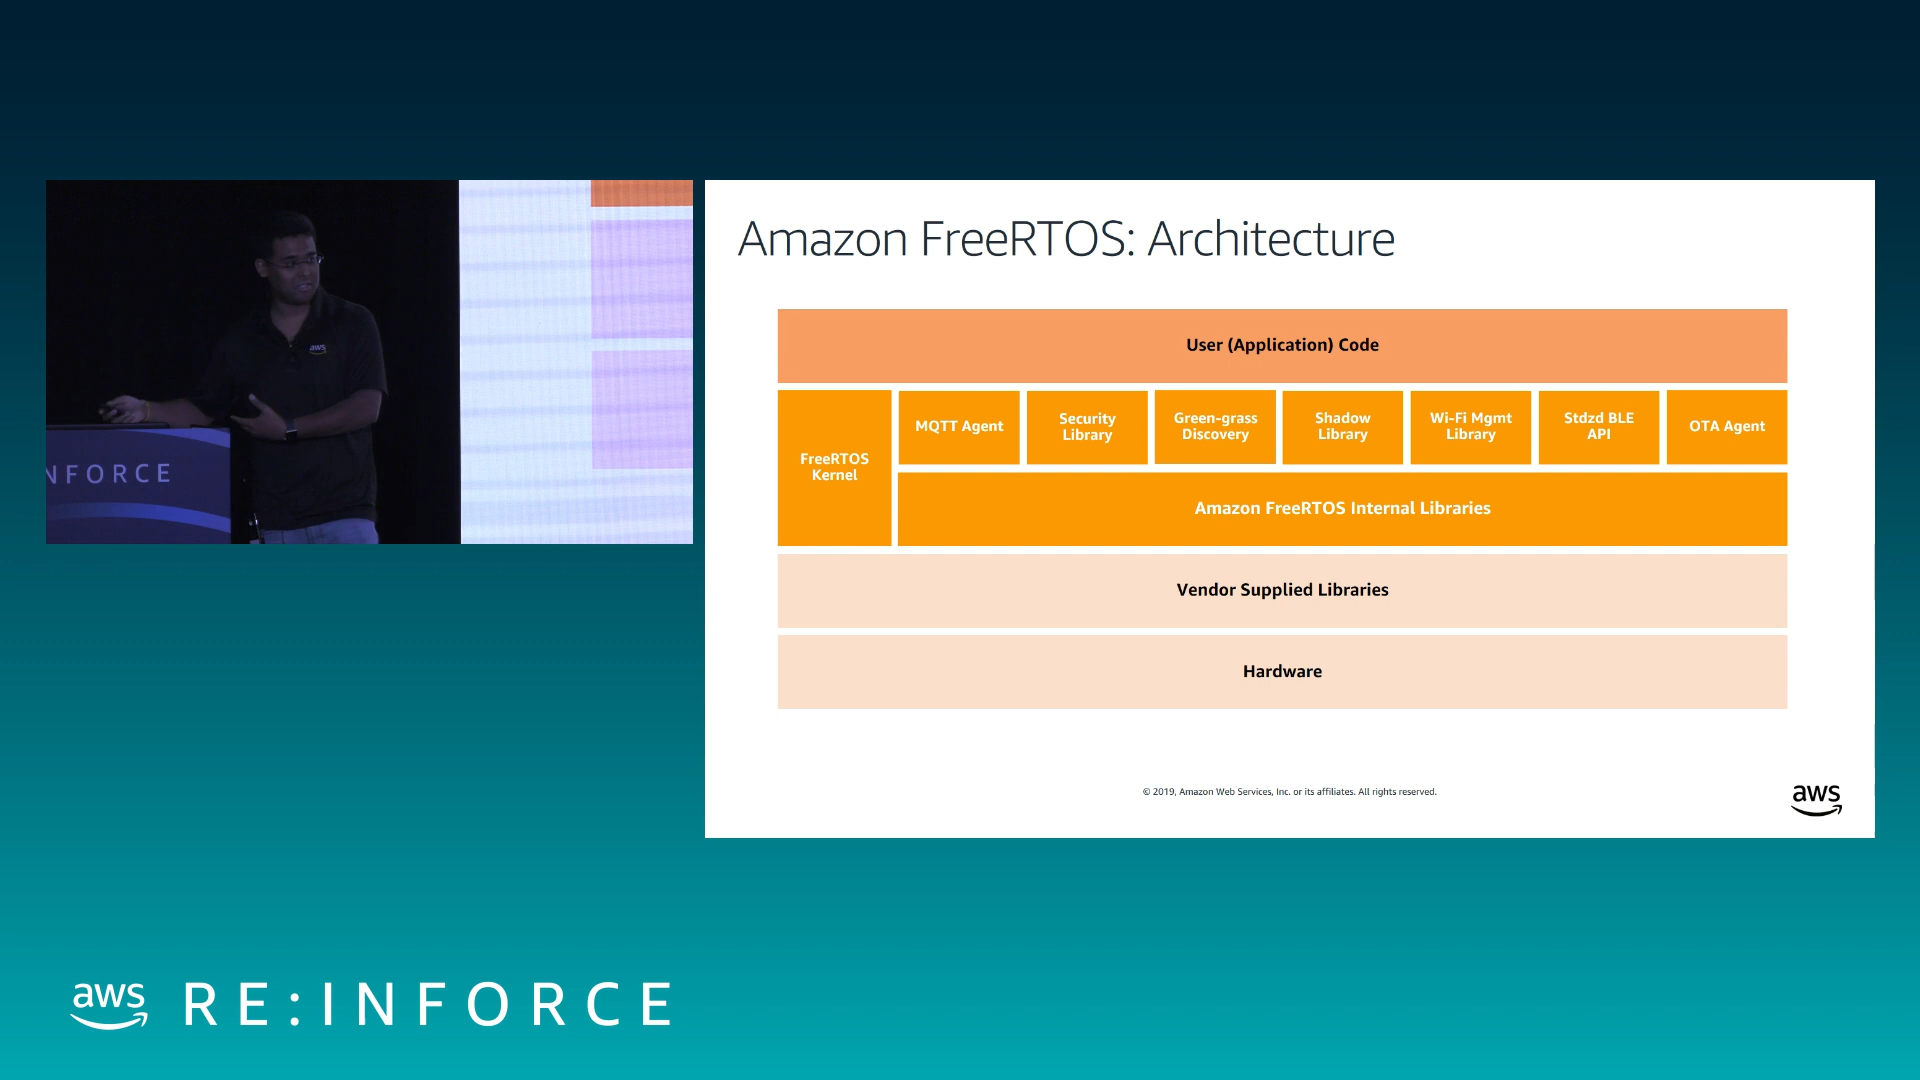 aws
NFORCE
Amazon FreeRTOS: Architecture
User (Application) Code
FreeRTOS
Kernel
MQTT Agent
Security
Library
Green-grass
Discovery
Shadow
Library
Wi-Fi Mgmt
Library
Stdzd BLE
API
OTA Agent
Amazon FreeRTOS Internal Libraries
Vendor Supplied Libraries
Hardware
© 2019, Amazon Web Services, Inc. or its affiliates. All rights reserved.
aws
aws RE:INFORCE